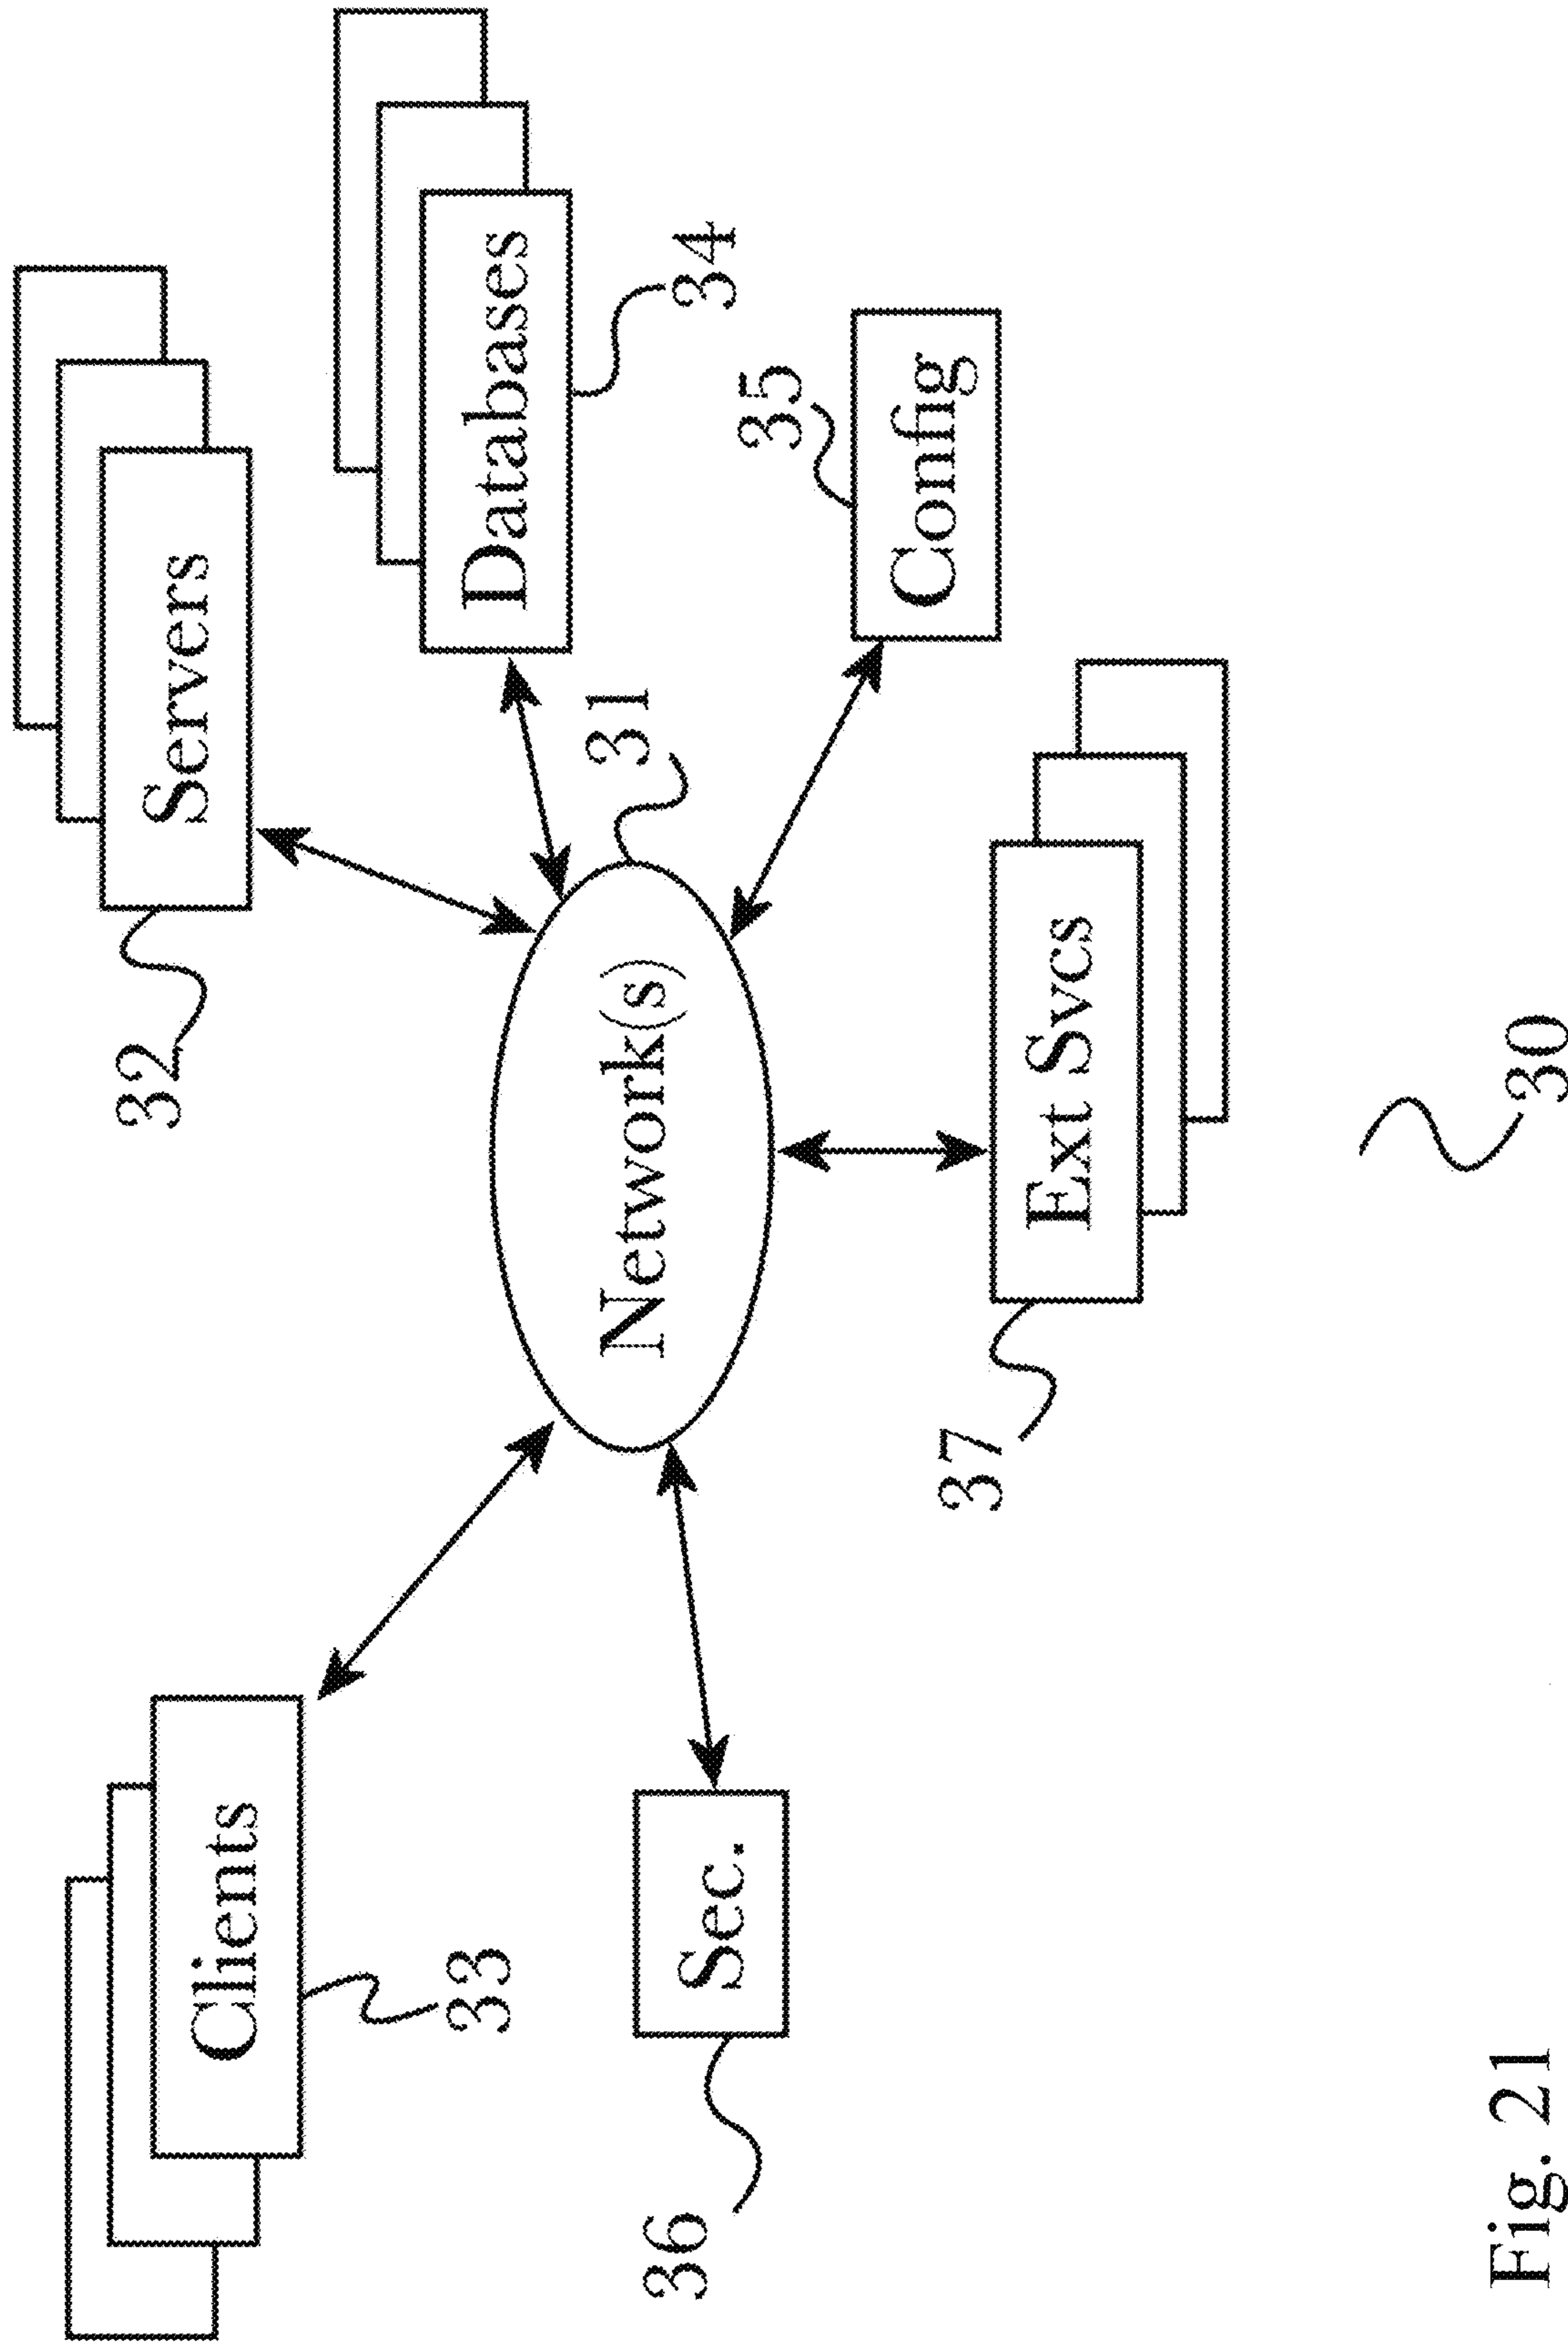 Servers
32
Clients
33
Databases
34
Network(s)
31
35
Config
Sec.
36
Ext Svcs
37
30
Fig. 21